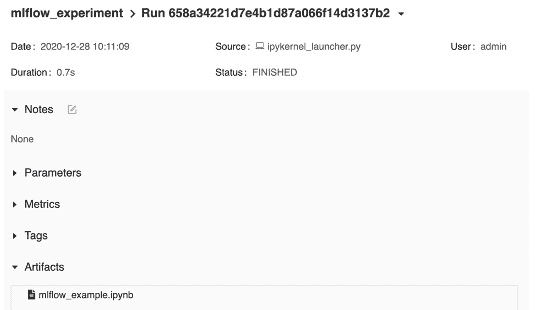 mlflow_experiment > Run 658a34221d7e4b1d87a066f14d3137b2
Date: 2020-12-28 10:11:09 Source: ipykernel_launcher.py User: admin
Duration: 0.7s Status: FINISHED
Notes
None
Parameters
Metrics
Tags
Artifacts
mlflow_example.ipynb